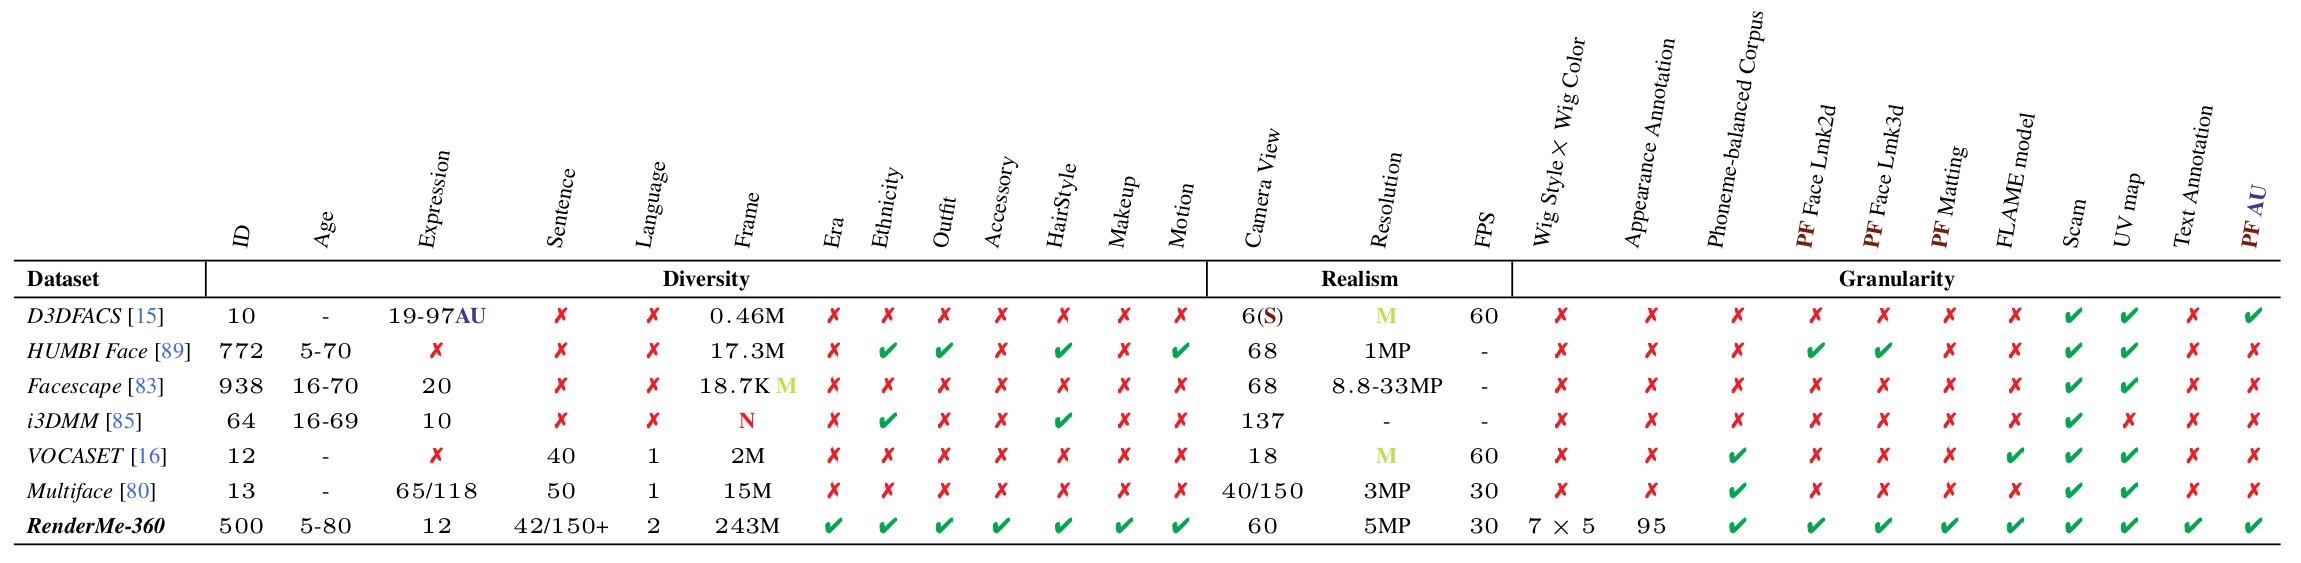 ID Age Expression Sentence Language Frame Era Ethnicity Outfit Accessory HairStyle Makeup Motion Camera View Resolution FPS Wig Style × Wig Color Appearance Annotation Phoneme-balanced Corpus PF Face Lmk2d PF Face Lmk3d PF Matting FLAME model Scam UV map Text Annotation PF AU
Dataset Diversity Realism Granularity
D3DFACS [15] 10 - 19-97AU ✗ ✗ 0.46M ✗ ✗ ✗ ✗ ✗ ✗ ✗ 6(S) M 60 ✗ ✗ ✗ ✗ ✗ ✗ ✗ ✔ ✔ ✗ ✔
HUMBI Face [89] 772 5-70 ✗ ✗ ✗ 17.3M ✗ ✔ ✔ ✗ ✔ ✗ ✔ 68 1MP - ✗ ✗ ✗ ✔ ✔ ✗ ✗ ✔ ✔ ✗ ✗
Facescape [83] 938 16-70 20 ✗ ✗ 18.7K M ✗ ✗ ✗ ✗ ✗ ✗ ✗ 68 8.8-33MP - ✗ ✗ ✗ ✗ ✗ ✗ ✗ ✔ ✔ ✗ ✗
i3DMM [85] 64 16-69 10 ✗ ✗ N ✗ ✔ ✗ ✗ ✔ ✗ ✗ 137 - - ✗ ✗ ✗ ✗ ✗ ✗ ✗ ✔ ✗ ✗ ✗
VOCASET [16] 12 - ✗ 40 1 2M ✗ ✗ ✗ ✗ ✗ ✗ ✗ 18 M 60 ✗ ✗ ✔ ✗ ✗ ✗ ✔ ✔ ✔ ✗ ✗
Multiface [80] 13 - 65/118 50 1 15M ✗ ✗ ✗ ✗ ✗ ✗ ✗ 40/150 3MP 30 ✗ ✗ ✔ ✗ ✗ ✗ ✗ ✔ ✔ ✗ ✗
RenderMe-360 500 5-80 12 42/150+ 2 243M ✔ ✔ ✔ ✔ ✔ ✔ ✔ 60 5MP 30 7 × 5 95 ✔ ✔ ✔ ✔ ✔ ✔ ✔ ✔ ✔